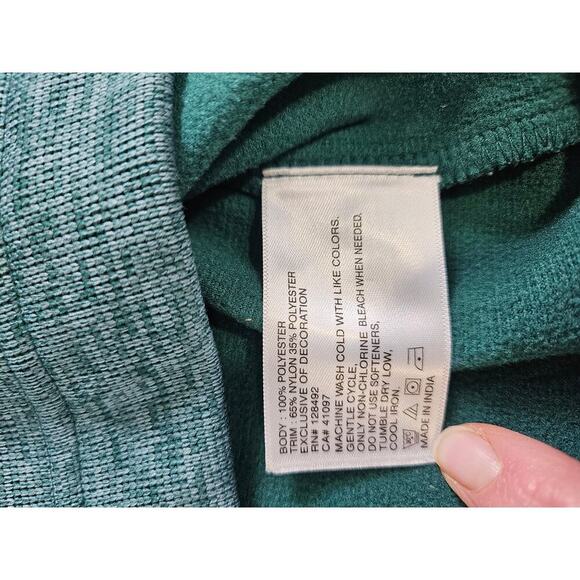 BODY : 100% POLYESTER
TRIM : 65% NYLON 35% POLYESTER
EXCLUSIVE OF DECORATION
RN# 128492
CA# 41097
MACHINE WASH COLD WITH LIKE COLORS.
GENTLE CYCLE,
ONLY NON-CHLORINE BLEACH WHEN NEEDED.
DO NOT USE SOFTENERS,
TUMBLE DRY LOW,
COOL IRON.
30°C
MADE IN INDIA